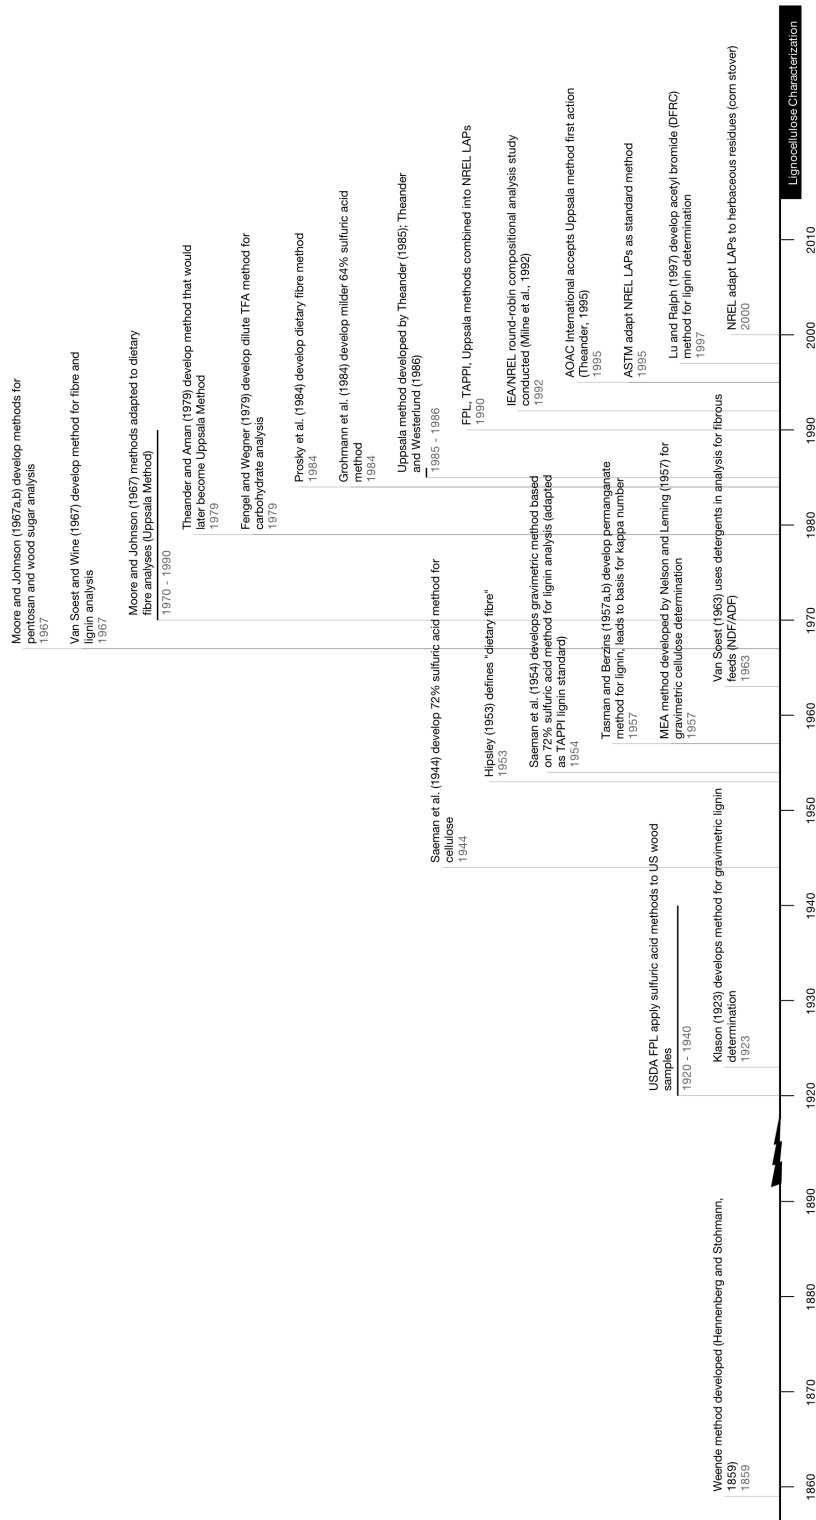 Moore and Johnson (1967a,b) develop methods for
pentosan and wood sugar analysis
1967
Van Soest and Wine (1967) develop method for fibre and
lignin analysis
1967
Moore and Johnson (1967) methods adapted to dietary
fibre analyses (Uppsala Method)
1970 - 1990
Theander and Aman (1979) develop method that would
later become Uppsala Method
1979
Fengel and Wegner (1979) develop dilute TFA method for
carbohydrate analysis
1979
Prosky et al. (1984) develop dietary fibre method
1984
Grohmann et al. (1984) develop milder 64% sulfuric acid
method
1984
Uppsala method developed by Theander (1985); Theander
and Westerlund (1986)
1985 - 1986
Saeman et al. (1944) develop 72% sulfuric acid method for
cellulose
1944
FPL, TAPPI, Uppsala methods combined into NREL LAPs
1990
Hipsley (1953) defines "dietary fibre"
1953
IEA/NREL round-robin compositional analysis study
conducted (Milne et al., 1992)
1992
Saeman et al. (1954) develops gravimetric method based
on 72% sulfuric acid method for lignin analysis (adapted
as TAPPI lignin standard)
1954
AOAC International accepts Uppsala method first action
(Theander, 1995)
1995
Tasman and Berzins (1957a,b) develop permanganate
method for lignin, leads to basis for kappa number
1957
ASTM adapt NREL LAPs as standard method
1995
USDA FPL apply sulfuric acid methods to US wood
samples
1920 - 1940
MEA method developed by Nelson and Leming (1957) for
gravimetric cellulose determination
1957
Lu and Ralph (1997) develop acetyl bromide (DFRC)
method for lignin determination
1997
Weende method developed (Hennenberg and Stohmann,
1859)
1859
Klason (1923) develops method for gravimetric lignin
determination
1923
Van Soest (1963) uses detergents in analysis for fibrous
feeds (NDF/ADF)
1963
NREL adapt LAPs to herbaceous residues (corn stover)
2000
Lignocellulose Characterization
1860
1870
1880
1890
1920
1930
1940
1950
1960
1970
1980
1990
2000
2010